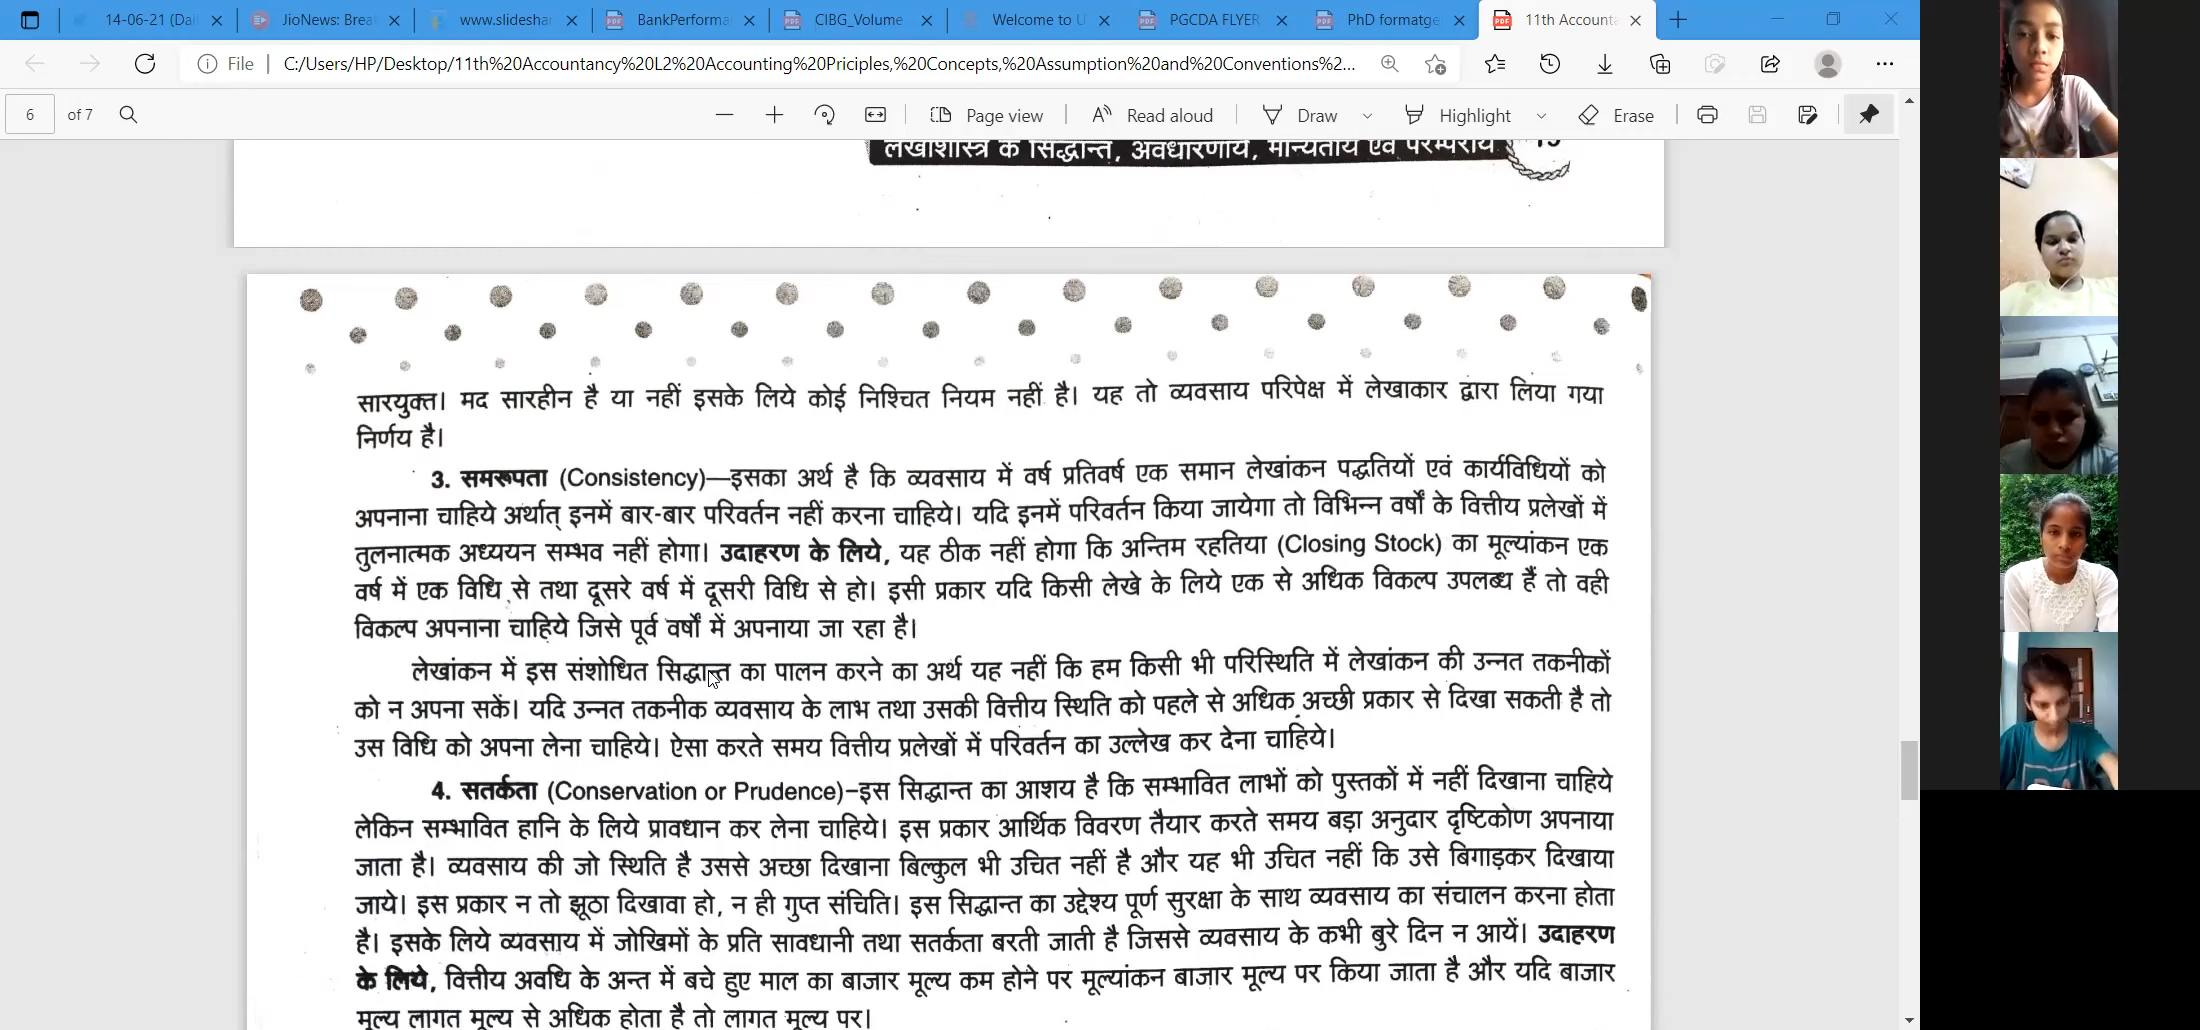 14-06-21 (Dai
JioNews: Brea
www.slidesha
BankPerforma
CIBG_Volume
Welcome to U
PGCDA FLYER
PhD formatge
11th Accounta
File
C:/Users/HP/Desktop/11th%20Accountancy%20L2%20Accounting%20Priciples,%20Concepts,%20Assumption%20and%20Conventions%2...
6 of 7
Page view
Read aloud
Draw
Highlight
Erase
लेखाशास्त्र के सिद्धान्त, अवधारणाये, मान्यताये एवं परम्पराये
सारयुक्त। मद सारहीन है या नहीं इसके लिये कोई निश्चित नियम नहीं है। यह तो व्यवसाय परिपेक्ष में लेखाकार द्वारा लिया गया
निर्णय है।
3. समरूपता (Consistency)—इसका अर्थ है कि व्यवसाय में वर्ष प्रतिवर्ष एक समान लेखांकन पद्धतियों एवं कार्यविधियों को
अपनाना चाहिये अर्थात् इनमें बार-बार परिवर्तन नहीं करना चाहिये। यदि इनमें परिवर्तन किया जायेगा तो विभिन्न वर्षों के वित्तीय प्रलेखों में
तुलनात्मक अध्ययन सम्भव नहीं होगा। उदाहरण के लिये, यह ठीक नहीं होगा कि अन्तिम रहतिया (Closing Stock) का मूल्यांकन एक
वर्ष में एक विधि से तथा दूसरे वर्ष में दूसरी विधि से हो। इसी प्रकार यदि किसी लेखे के लिये एक से अधिक विकल्प उपलब्ध हैं तो वही
विकल्प अपनाना चाहिये जिसे पूर्व वर्षों में अपनाया जा रहा है।
लेखांकन में इस संशोधित सिद्धान्त का पालन करने का अर्थ यह नहीं कि हम किसी भी परिस्थिति में लेखांकन की उन्नत तकनीकों
को न अपना सकें। यदि उन्नत तकनीक व्यवसाय के लाभ तथा उसकी वित्तीय स्थिति को पहले से अधिक अच्छी प्रकार से दिखा सकती है तो
उस विधि को अपना लेना चाहिये। ऐसा करते समय वित्तीय प्रलेखों में परिवर्तन का उल्लेख कर देना चाहिये।
4. सतर्कता (Conservation or Prudence)–इस सिद्धान्त का आशय है कि सम्भावित लाभों को पुस्तकों में नहीं दिखाना चाहिये
लेकिन सम्भावित हानि के लिये प्रावधान कर लेना चाहिये। इस प्रकार आर्थिक विवरण तैयार करते समय बड़ा अनुदार दृष्टिकोण अपनाया
जाता है। व्यवसाय की जो स्थिति है उससे अच्छा दिखाना बिल्कुल भी उचित नहीं है और यह भी उचित नहीं कि उसे बिगाड़कर दिखाया
जाये। इस प्रकार न तो झूठा दिखावा हो, न ही गुप्त संचिति। इस सिद्धान्त का उद्देश्य पूर्ण सुरक्षा के साथ व्यवसाय का संचालन करना होता
है। इसके लिये व्यवसाय में जोखिमों के प्रति सावधानी तथा सतर्कता बरती जाती है जिससे व्यवसाय के कभी बुरे दिन न आयें। उदाहरण
के लिये, वित्तीय अवधि के अन्त में बचे हुए माल का बाजार मूल्य कम होने पर मूल्यांकन बाजार मूल्य पर किया जाता है और यदि बाजार
मूल्य लागत मूल्य से अधिक होता है तो लागत मूल्य पर।